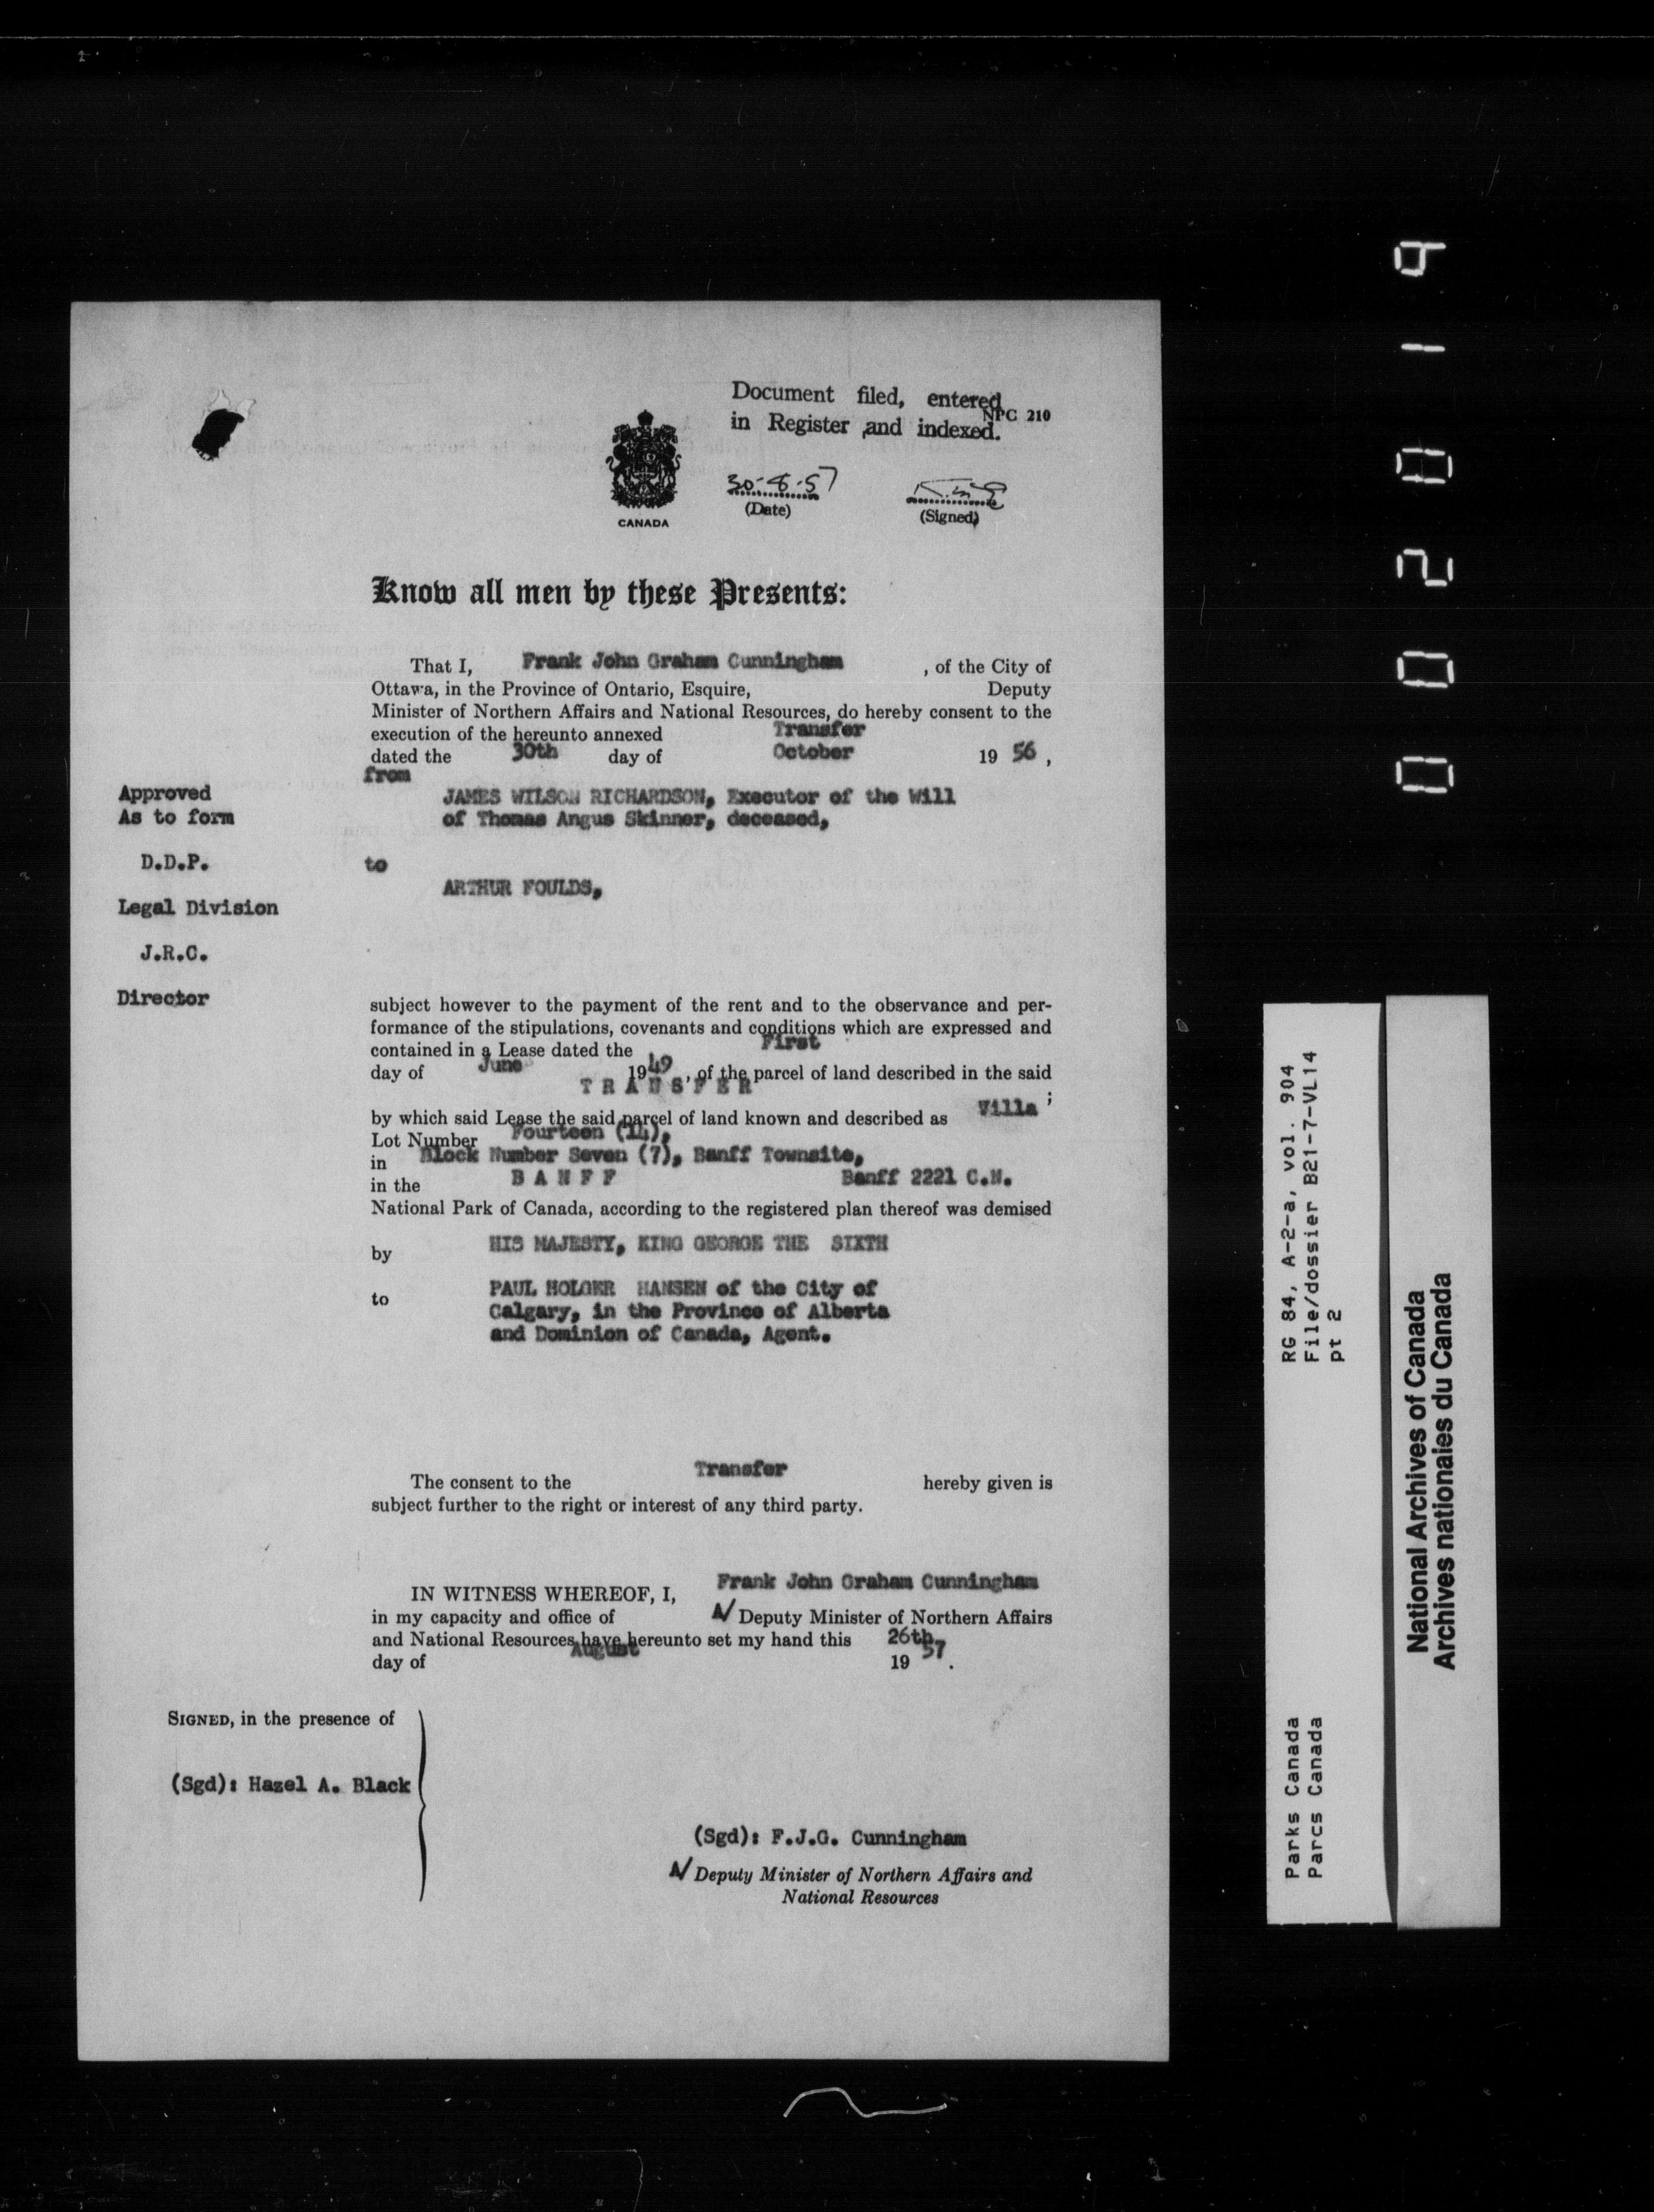 Document filed, entered
in Register and indexed.
NPC 210
30-8-57
(Date)
(Signed)
CANADA
Know all men by these Presents:
That I, Frank John Graham Cunningham, of the City of
Ottawa, in the Province of Ontario, Esquire, Deputy
Minister of Northern Affairs and National Resources, do hereby consent to the
execution of the hereunto annexed Transfer
dated the 30th day of October 1956,
from
Approved
As to form
JAMES WILSON RICHARDSON, Executor of the Will
of Thomas Angus Skinner, deceased,
D.D.P.
to
ARTHUR FOULDS,
Legal Division
J.R.C.
Director
subject however to the payment of the rent and to the observance and per-
formance of the stipulations, covenants and conditions which are expressed and
contained in a Lease dated the First
day of June 1949, of the parcel of land described in the said
TRANSFER ;
by which said Lease the said parcel of land known and described as Villa
Lot Number Fourteen (14),
in Block Number Seven (7), Banff Townsite,
in the BANFF Banff 2221 C.N.
National Park of Canada, according to the registered plan thereof was demised
by HIS MAJESTY, KING GEORGE THE SIXTH
to PAUL HOLGER HANSEN of the City of
Calgary, in the Province of Alberta
and Dominion of Canada, Agent.
The consent to the Transfer hereby given is
subject further to the right or interest of any third party.
IN WITNESS WHEREOF, I, Frank John Graham Cunningham
in my capacity and office of Deputy Minister of Northern Affairs
and National Resources have hereunto set my hand this 26th
day of August 1957.
SIGNED, in the presence of
(Sgd): Hazel A. Black
(Sgd): F.J.G. Cunningham
Deputy Minister of Northern Affairs and
National Resources
002019
RG 84, A-2-a, vol. 904
File/dossier B21-7-VL14
pt 2
Parks Canada
Parcs Canada
National Archives of Canada
Archives nationales du Canada